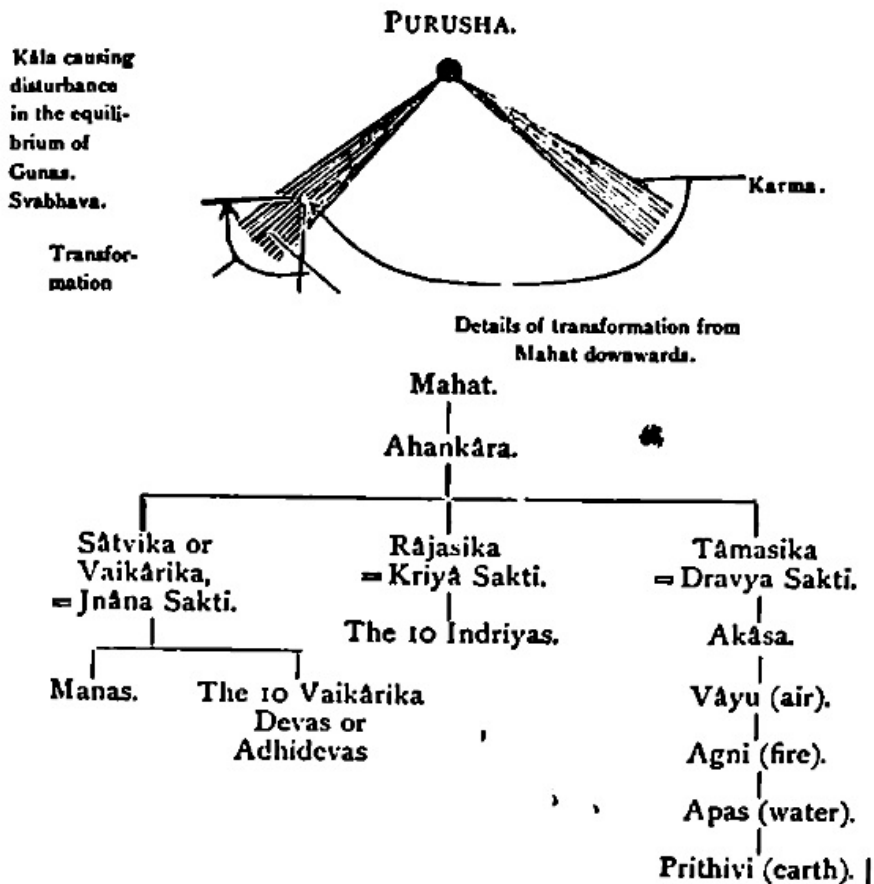 PURUSHA.
Kâla causing
disturbance
in the equili-
brium of
Gunas.
Svabhava.
Transfor-
mation
Karma.
Details of transformation from
Mahat downwards.
Mahat.
Ahankâra.
Sâtvika or
Vaikârika,
= Jnâna Sakti.
Râjasika
= Kriyâ Sakti.
Tâmasika
= Dravya Sakti.
Manas.
The 10 Vaikârika
Devas or
Adhidevas
The 10 Indriyas.
Akâsa.
Vâyu (air).
Agni (fire).
Apas (water).
Prithivi (earth).